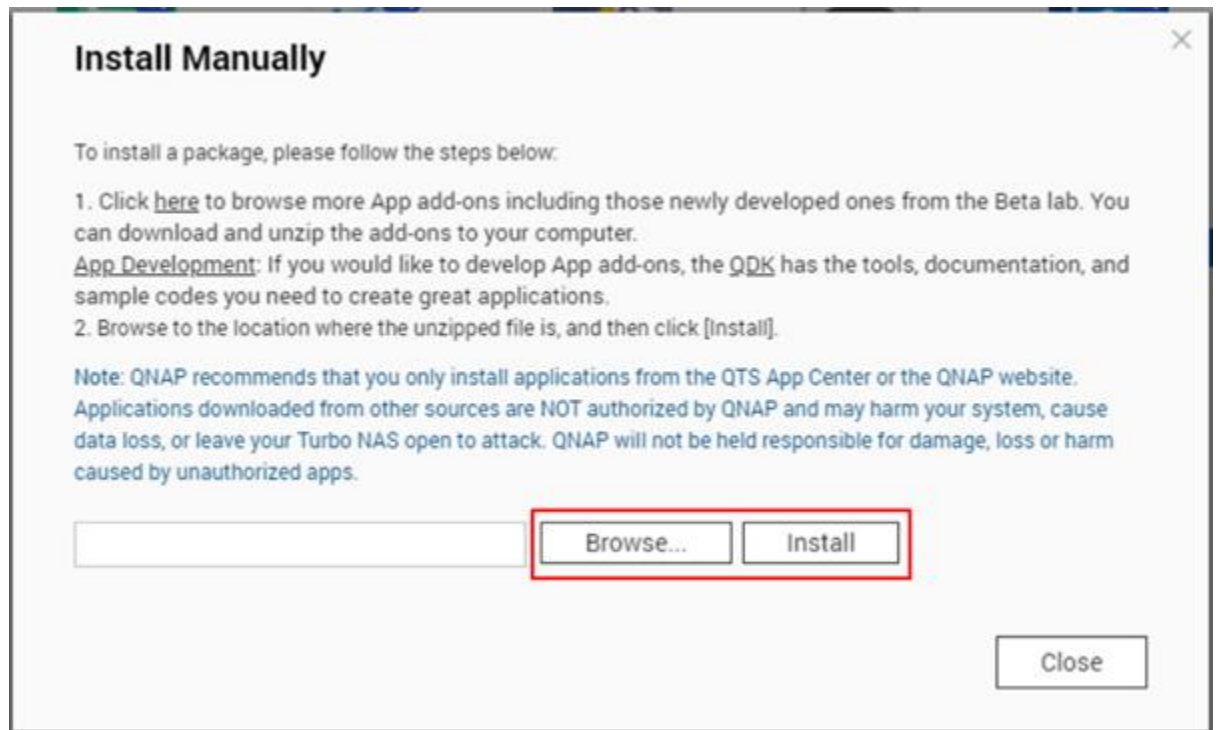 Install Manually
To install a package, please follow the steps below:
1. Click here to browse more App add-ons including those newly developed ones from the Beta lab. You
can download and unzip the add-ons to your computer.
App Development: If you would like to develop App add-ons, the QDK has the tools, documentation, and
sample codes you need to create great applications.
2. Browse to the location where the unzipped file is, and then click [Install].
Note: QNAP recommends that you only install applications from the QTS App Center or the QNAP website.
Applications downloaded from other sources are NOT authorized by QNAP and may harm your system, cause
data loss, or leave your Turbo NAS open to attack. QNAP will not be held responsible for damage, loss or harm
caused by unauthorized apps.
Browse... Install
Close